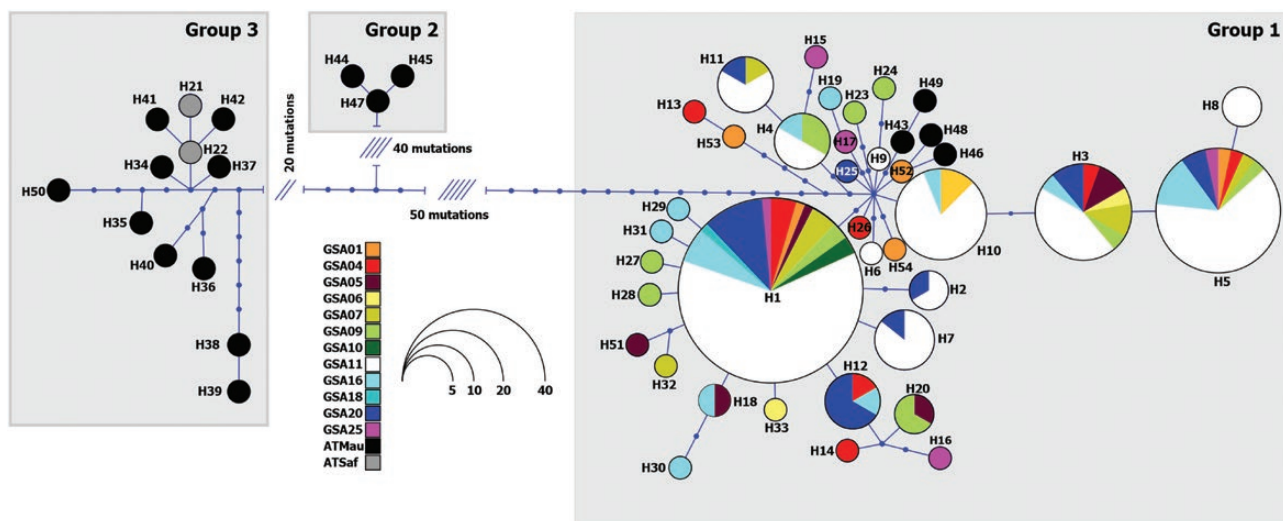 Group 3
Group 2
Group 1
H21
H41
H42
H22
H34
H37
H50
H35
H40
H36
H38
H39
20 mutations
H44
H45
H47
40 mutations
50 mutations
GSA01
GSA04
GSA05
GSA06
GSA07
GSA09
GSA10
GSA11
GSA16
GSA18
GSA20
GSA25
ATMau
ATSaf
5
10
20
40
H15
H11
H19
H24
H23
H49
H13
H4
H43
H48
H53
H17
H9
H46
H25
H52
H8
H3
H29
H31
H26
H10
H27
H6
H54
H5
H28
H1
H2
H7
H51
H32
H12
H20
H18
H33
H14
H16
H30